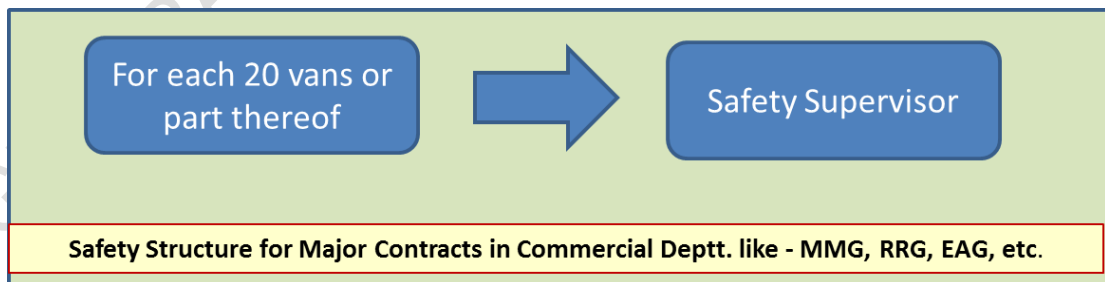 For each 20 vans or
part thereof
Safety Supervisor
Safety Structure for Major Contracts in Commercial Deptt. like - MMG, RRG, EAG, etc.